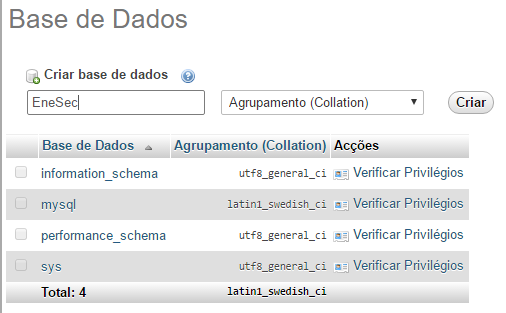 Base de Dados
Criar base de dados
EneSec Agrupamento (Collation) Criar
Base de Dados Agrupamento (Collation) Acções
information_schema utf8_general_ci Verificar Privilégios
mysql latin1_swedish_ci Verificar Privilégios
performance_schema utf8_general_ci Verificar Privilégios
sys utf8_general_ci Verificar Privilégios
Total: 4 latin1_swedish_ci